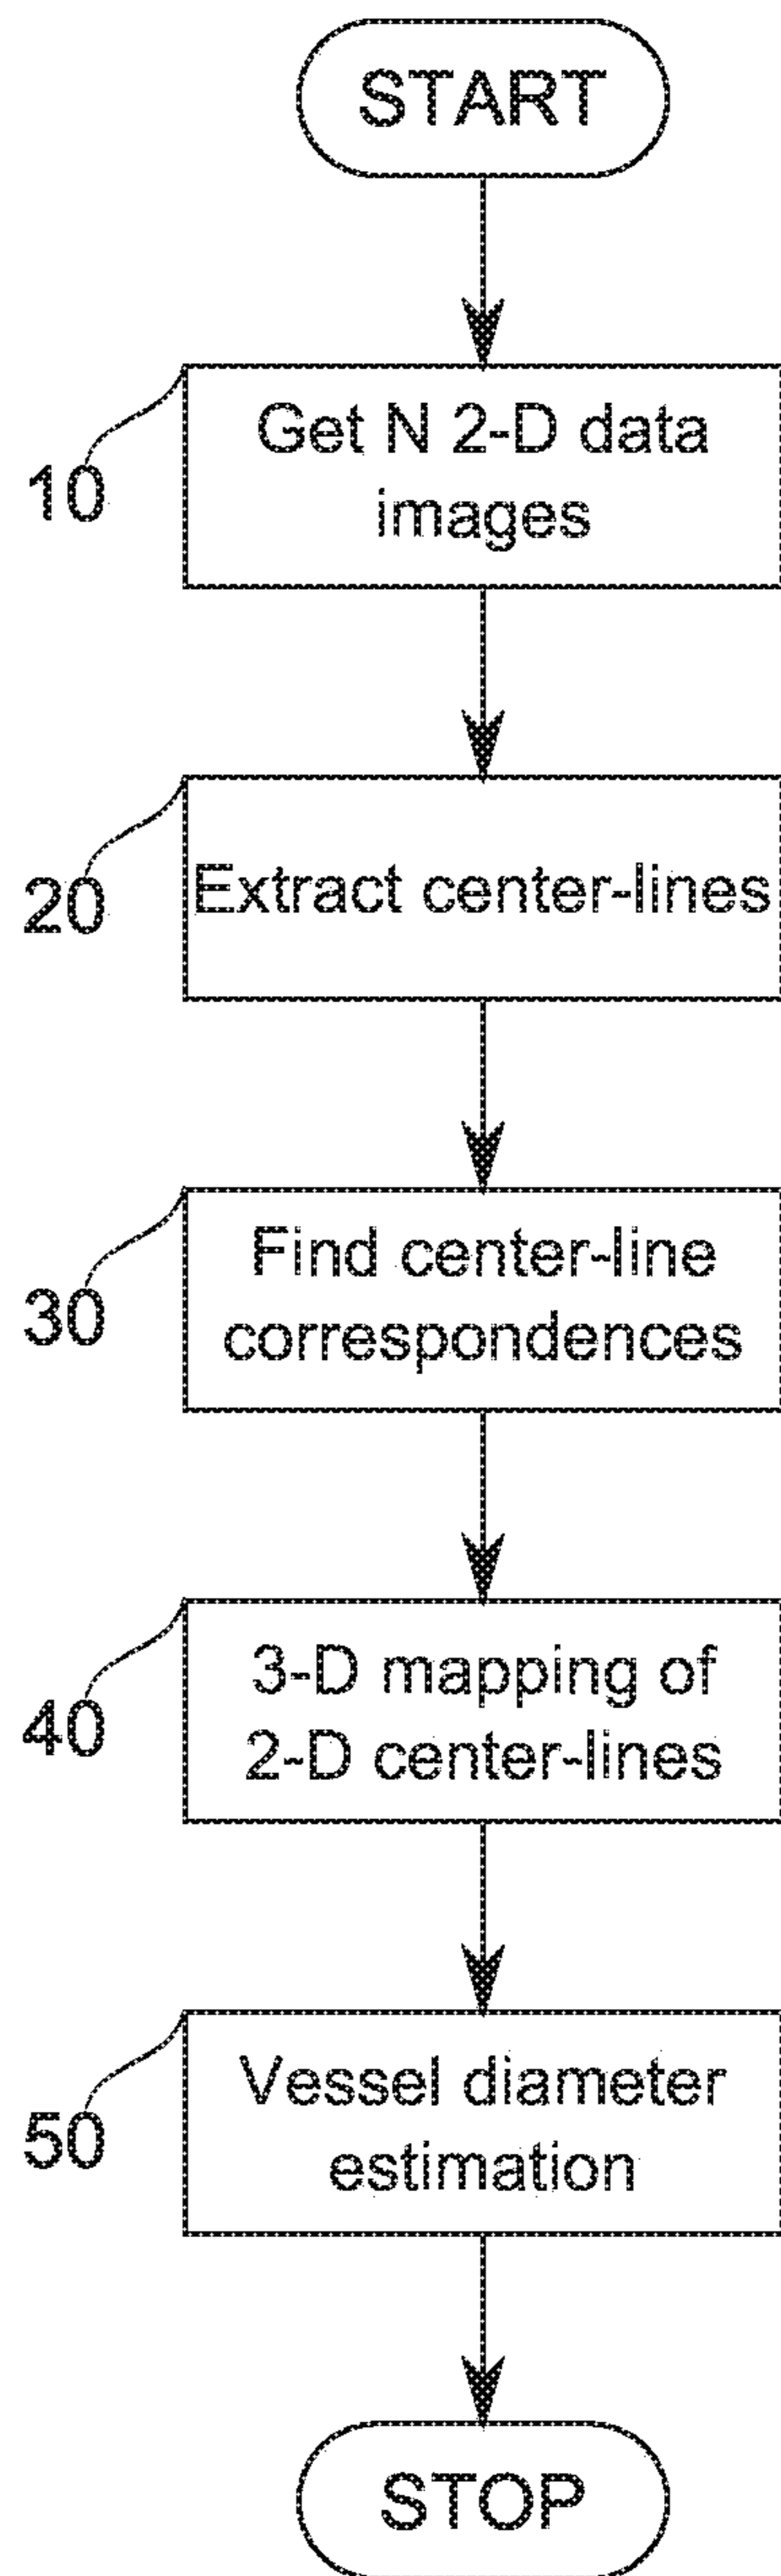 START
10
Get N 2-D data
images
20
Extract center-lines
30
Find center-line
correspondences
40
3-D mapping of
2-D center-lines
50
Vessel diameter
estimation
STOP